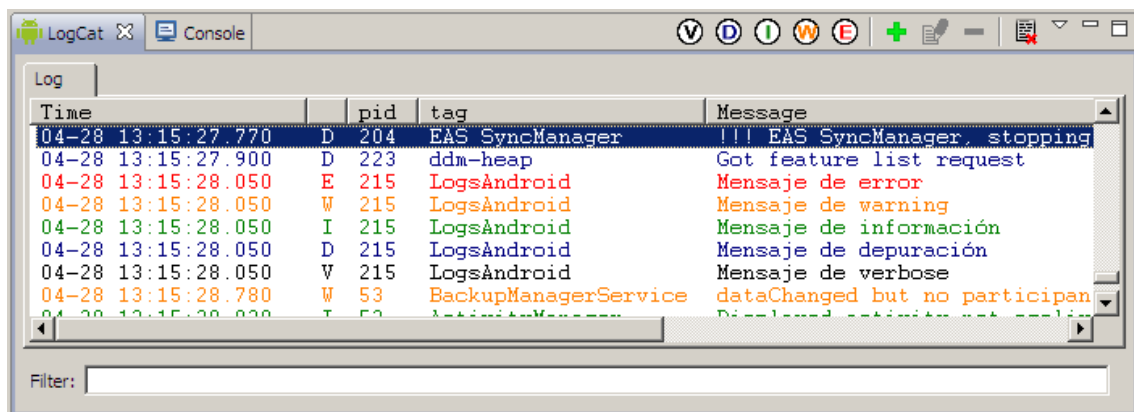 LogCat Console V D I W E
Log
Time pid tag Message
04-28 13:15:27.770 D 204 EAS SyncManager !!! EAS SyncManager, stopping
04-28 13:15:27.900 D 223 ddm-heap Got feature list request
04-28 13:15:28.050 E 215 LogsAndroid Mensaje de error
04-28 13:15:28.050 W 215 LogsAndroid Mensaje de warning
04-28 13:15:28.050 I 215 LogsAndroid Mensaje de información
04-28 13:15:28.050 D 215 LogsAndroid Mensaje de depuración
04-28 13:15:28.050 V 215 LogsAndroid Mensaje de verbose
04-28 13:15:28.780 W 53 BackupManagerService dataChanged but no participan
Filter: